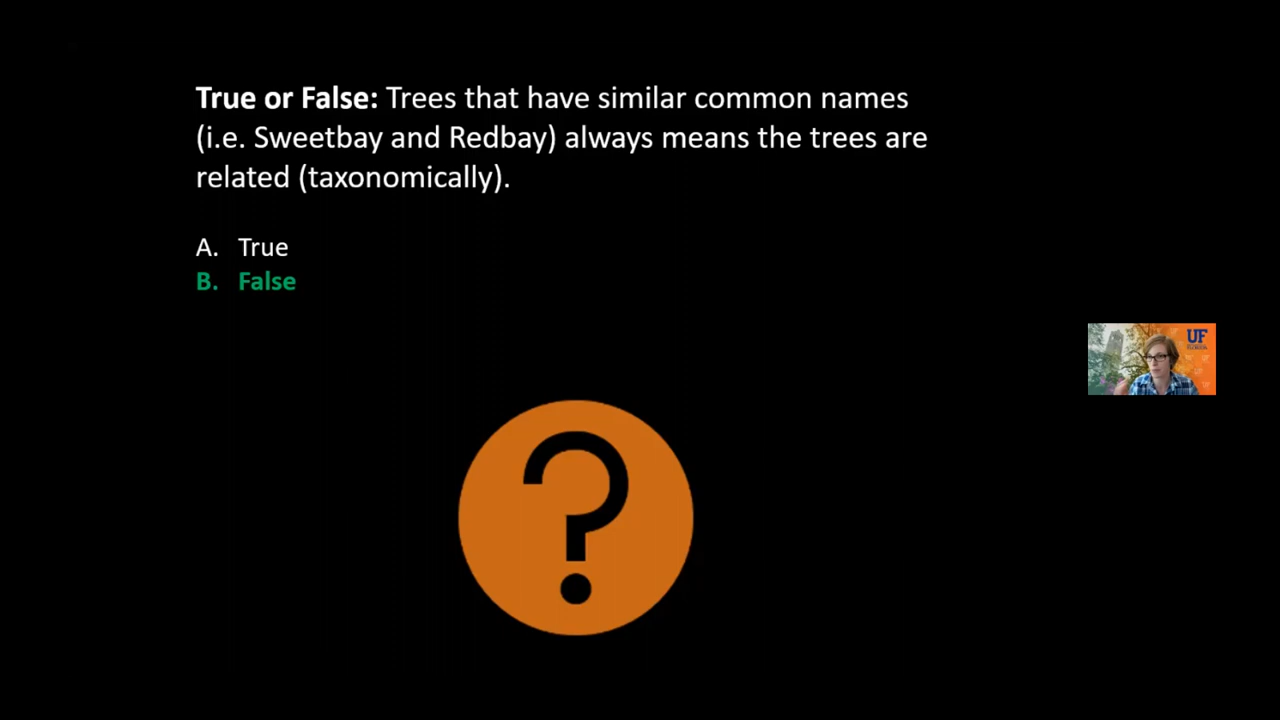 True or False: Trees that have similar common names
(i.e. Sweetbay and Redbay) always means the trees are
related (taxonomically).
A. True
B. False
UF